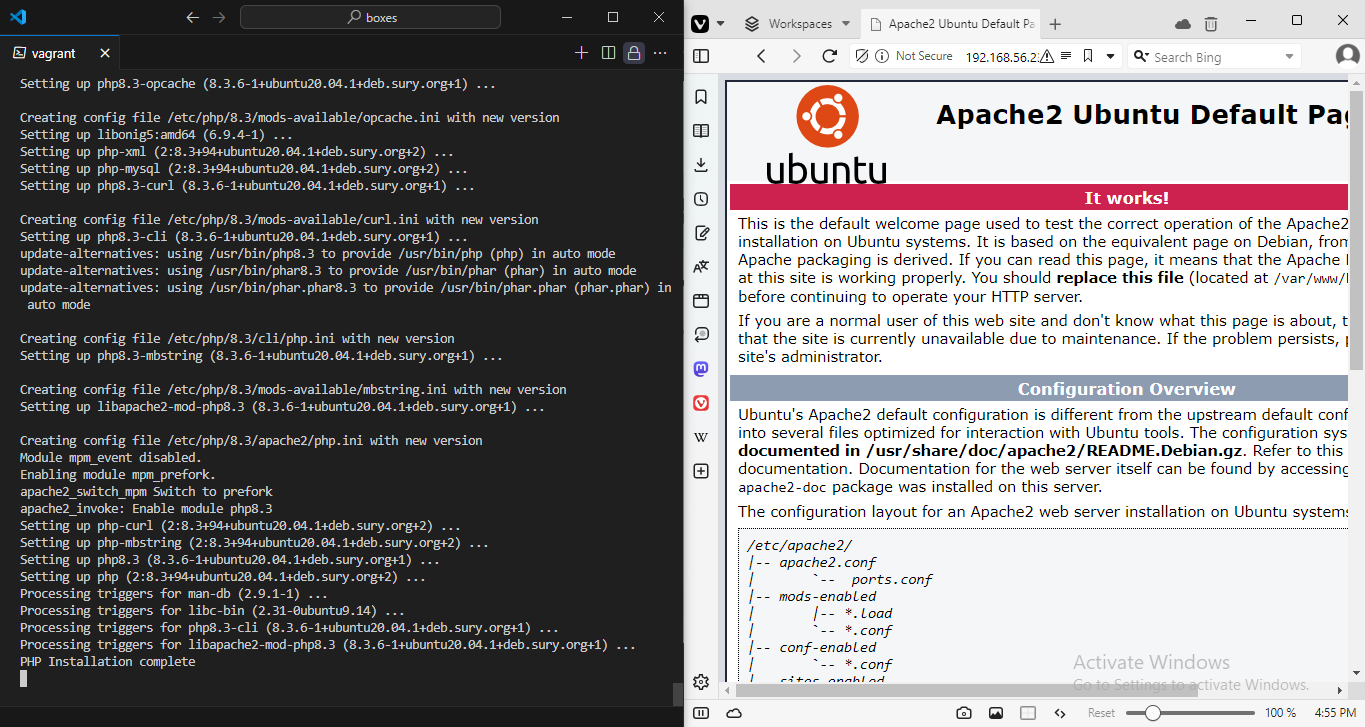 boxes
vagrant
Setting up php8.3-opcache (8.3.6-1+ubuntu20.04.1+deb.sury.org+1) ...
Creating config file /etc/php/8.3/mods-available/opcache.ini with new version
Setting up libonig5:amd64 (6.9.4-1) ...
Setting up php-xml (2:8.3+94+ubuntu20.04.1+deb.sury.org+2) ...
Setting up php-mysql (2:8.3+94+ubuntu20.04.1+deb.sury.org+2) ...
Setting up php8.3-curl (8.3.6-1+ubuntu20.04.1+deb.sury.org+1) ...
Creating config file /etc/php/8.3/mods-available/curl.ini with new version
Setting up php8.3-cli (8.3.6-1+ubuntu20.04.1+deb.sury.org+1) ...
update-alternatives: using /usr/bin/php8.3 to provide /usr/bin/php (php) in auto mode
update-alternatives: using /usr/bin/phar8.3 to provide /usr/bin/phar (phar) in auto mode
update-alternatives: using /usr/bin/phar.phar8.3 to provide /usr/bin/phar.phar (phar.phar) in
auto mode
Creating config file /etc/php/8.3/cli/php.ini with new version
Setting up php8.3-mbstring (8.3.6-1+ubuntu20.04.1+deb.sury.org+1) ...
Creating config file /etc/php/8.3/mods-available/mbstring.ini with new version
Setting up libapache2-mod-php8.3 (8.3.6-1+ubuntu20.04.1+deb.sury.org+1) ...
Creating config file /etc/php/8.3/apache2/php.ini with new version
Module mpm_event disabled.
Enabling module mpm_prefork.
apache2_switch_mpm Switch to prefork
apache2_invoke: Enable module php8.3
Setting up php-curl (2:8.3+94+ubuntu20.04.1+deb.sury.org+2) ...
Setting up php-mbstring (2:8.3+94+ubuntu20.04.1+deb.sury.org+2) ...
Setting up php8.3 (8.3.6-1+ubuntu20.04.1+deb.sury.org+1) ...
Setting up php (2:8.3+94+ubuntu20.04.1+deb.sury.org+2) ...
Processing triggers for man-db (2.9.1-1) ...
Processing triggers for libc-bin (2.31-0ubuntu9.14) ...
Processing triggers for php8.3-cli (8.3.6-1+ubuntu20.04.1+deb.sury.org+1) ...
Processing triggers for libapache2-mod-php8.3 (8.3.6-1+ubuntu20.04.1+deb.sury.org+1) ...
PHP Installation complete
Workspaces
Apache2 Ubuntu Default Pa
Not Secure 192.168.56.2
Search Bing
ubuntu
Apache2 Ubuntu Default Pag
It works!
This is the default welcome page used to test the correct operation of the Apache2
installation on Ubuntu systems. It is based on the equivalent page on Debian, from
Apache packaging is derived. If you can read this page, it means that the Apache
at this site is working properly. You should replace this file (located at /var/www/
before continuing to operate your HTTP server.
If you are a normal user of this web site and don't know what this page is about, t
that the site is currently unavailable due to maintenance. If the problem persists,
site's administrator.
Configuration Overview
Ubuntu's Apache2 default configuration is different from the upstream default conf
into several files optimized for interaction with Ubuntu tools. The configuration sys
documented in /usr/share/doc/apache2/README.Debian.gz. Refer to this
documentation. Documentation for the web server itself can be found by accessing
apache2-doc package was installed on this server.
The configuration layout for an Apache2 web server installation on Ubuntu systems
/etc/apache2/
|-- apache2.conf
|       `--  ports.conf
|-- mods-enabled
|       |-- *.load
|       `-- *.conf
|-- conf-enabled
|       `-- *.conf
|-- sites-enabled
Activate Windows
Go to Settings to activate Windows.
Reset
100 %
4:55 PM